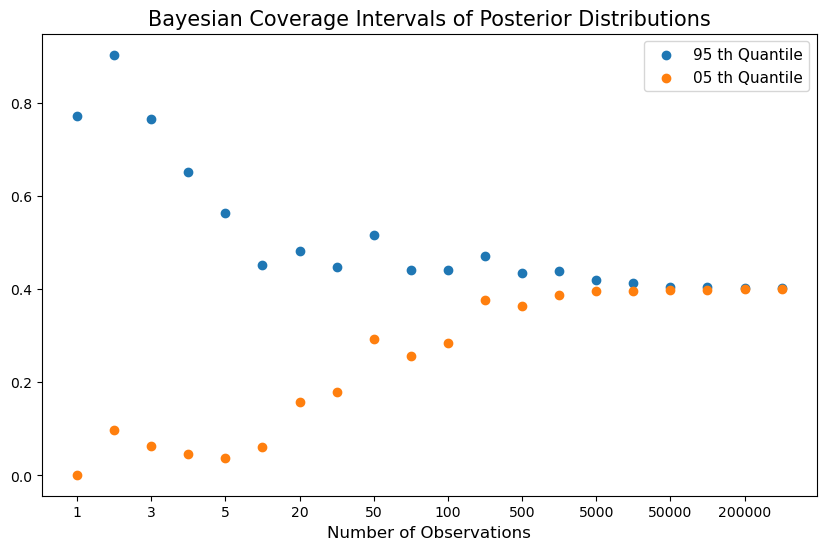 Bayesian Coverage Intervals of Posterior Distributions
95 th Quantile
05 th Quantile
0.8
0.6
0.4
0.2
0.0
1 3 5 20 50 100 500 5000 50000 200000
Number of Observations